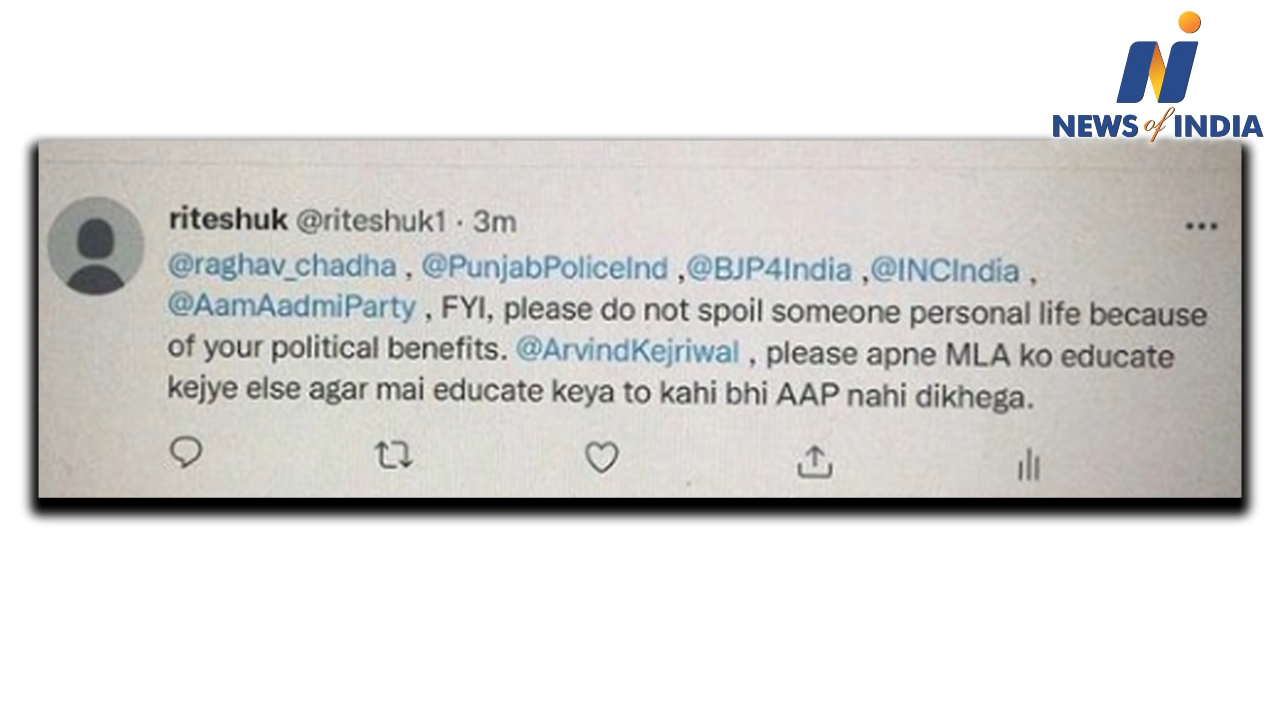 NEWS of INDIA
riteshuk @riteshuk1 · 3m
@raghav_chadha , @PunjabPoliceInd ,@BJP4India ,@INCIndia ,
@AamAadmiParty , FYI, please do not spoil someone personal life because
of your political benefits. @ArvindKejriwal , please apne MLA ko educate
kejye else agar mai educate keya to kahi bhi AAP nahi dikhega.